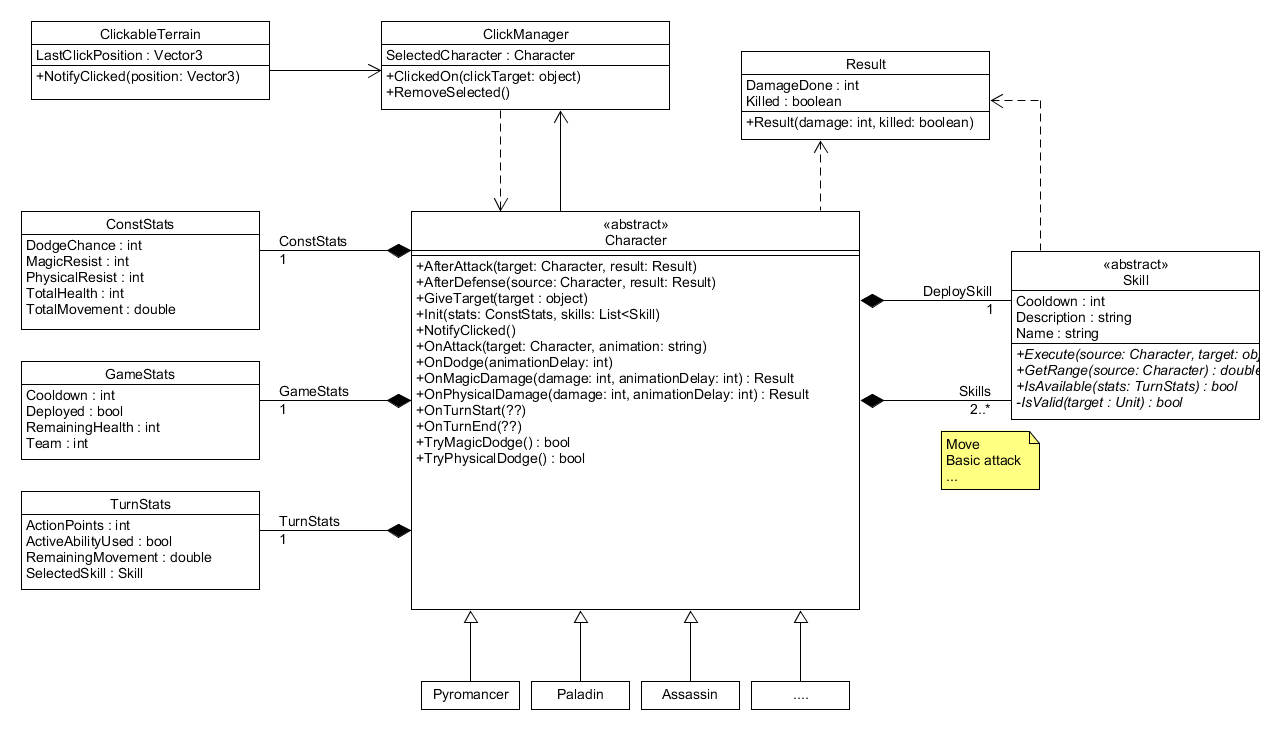 ClickableTerrain
LastClickPosition : Vector3
+NotifyClicked(position: Vector3)
ClickManager
SelectedCharacter : Character
+ClickedOn(clickTarget: object)
+RemoveSelected()
Result
DamageDone : int
Killed : boolean
+Result(damage: int, killed: boolean)
ConstStats
DodgeChance : int
MagicResist : int
PhysicalResist : int
TotalHealth : int
TotalMovement : double
ConstStats
1
GameStats
Cooldown : int
Deployed : bool
RemainingHealth : int
Team : int
GameStats
1
TurnStats
ActionPoints : int
ActiveAbilityUsed : bool
RemainingMovement : double
SelectedSkill : Skill
TurnStats
1
«abstract»
Character
+AfterAttack(target: Character, result: Result)
+AfterDefense(source: Character, result: Result)
+GiveTarget(target : object)
+Init(stats: ConstStats, skills: List<Skill)
+NotifyClicked()
+OnAttack(target: Character, animation: string)
+OnDodge(animationDelay: int)
+OnMagicDamage(damage: int, animationDelay: int) : Result
+OnPhysicalDamage(damage: int, animationDelay: int) : Result
+OnTurnStart(??)
+OnTurnEnd(??)
+TryMagicDodge() : bool
+TryPhysicalDodge() : bool
DeploySkill
1
Skills
2..*
«abstract»
Skill
Cooldown : int
Description : string
Name : string
+Execute(source: Character, target: obj
+GetRange(source: Character) : double
+IsAvailable(stats: TurnStats) : bool
-IsValid(target : Unit) : bool
Move
Basic attack
...
Pyromancer
Paladin
Assassin
....